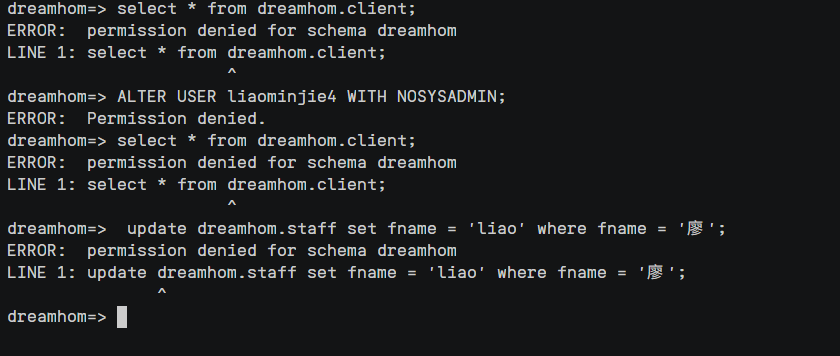 dreamhom=> select * from dreamhom.client;
ERROR:  permission denied for schema dreamhom
LINE 1: select * from dreamhom.client;
                      ^
dreamhom=> ALTER USER liaominjie4 WITH NOSYSADMIN;
ERROR:  Permission denied.
dreamhom=> select * from dreamhom.client;
ERROR:  permission denied for schema dreamhom
LINE 1: select * from dreamhom.client;
                      ^
dreamhom=>  update dreamhom.staff set fname = 'liao' where fname = '廖';
ERROR:  permission denied for schema dreamhom
LINE 1: update dreamhom.staff set fname = 'liao' where fname = '廖';
               ^
dreamhom=>